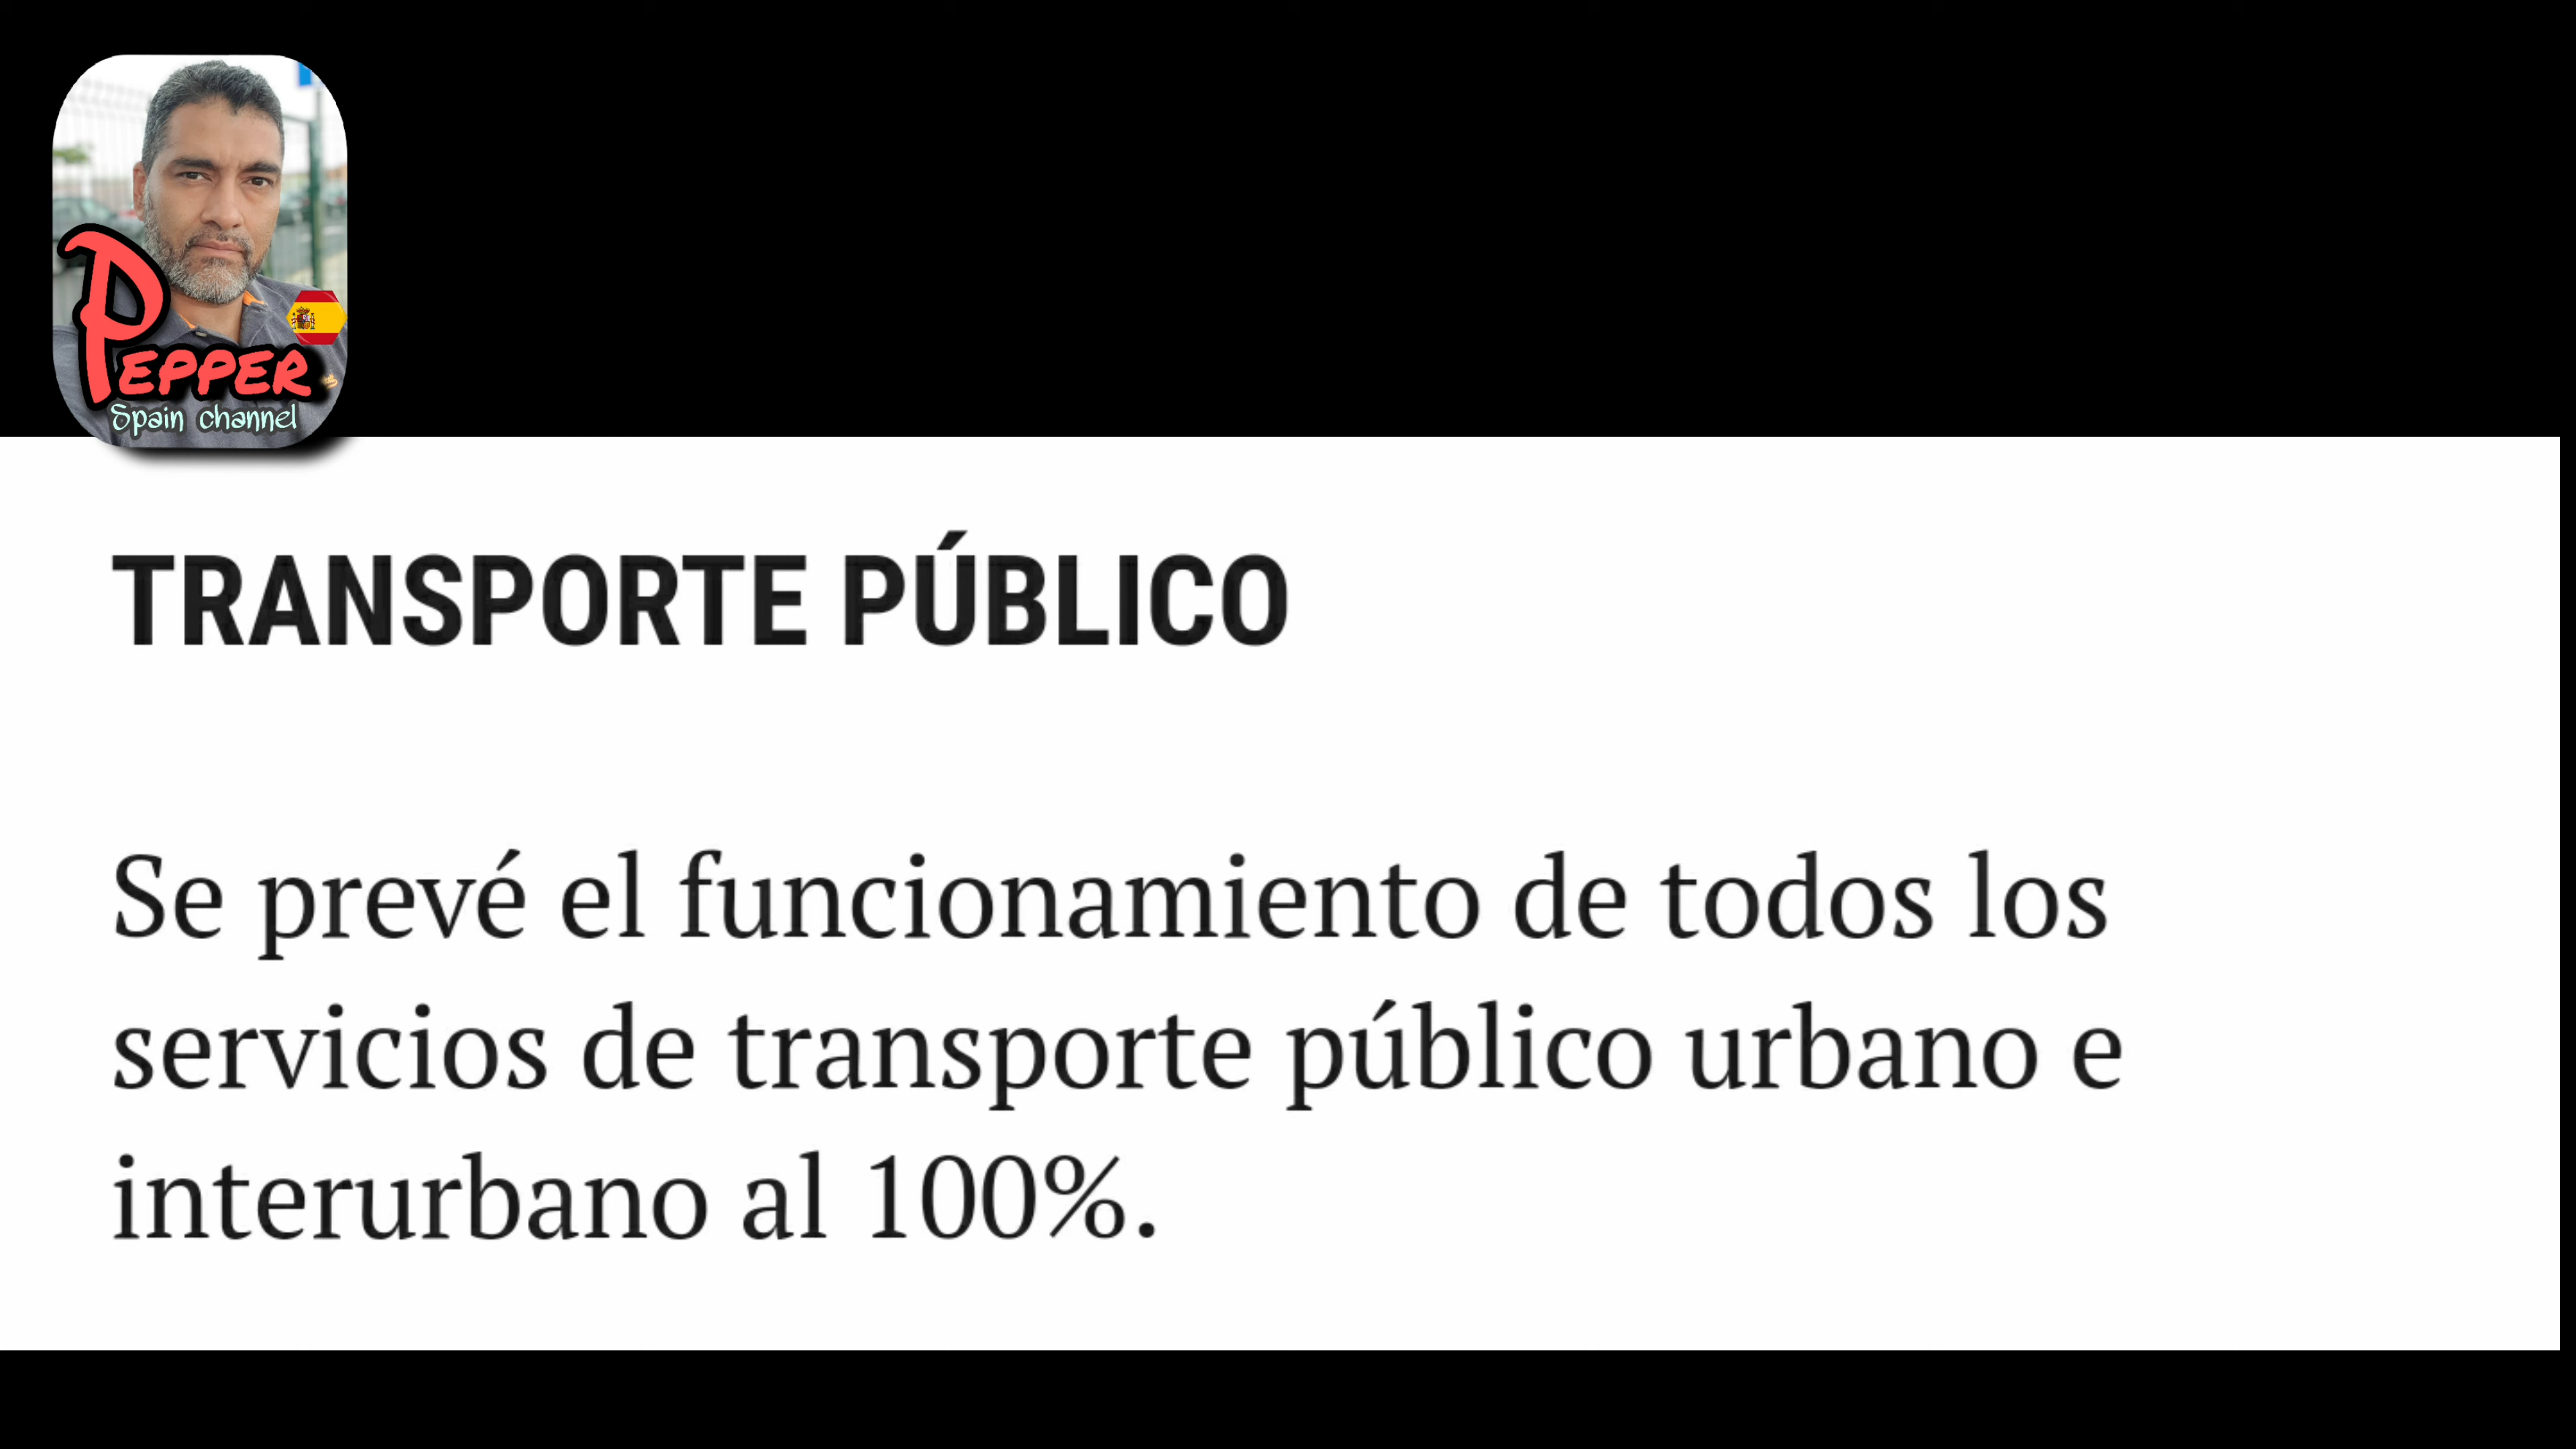 PEPPER
Spain channel
TRANSPORTE PÚBLICO
Se prevé el funcionamiento de todos los
servicios de transporte público urbano e
interurbano al 100%.